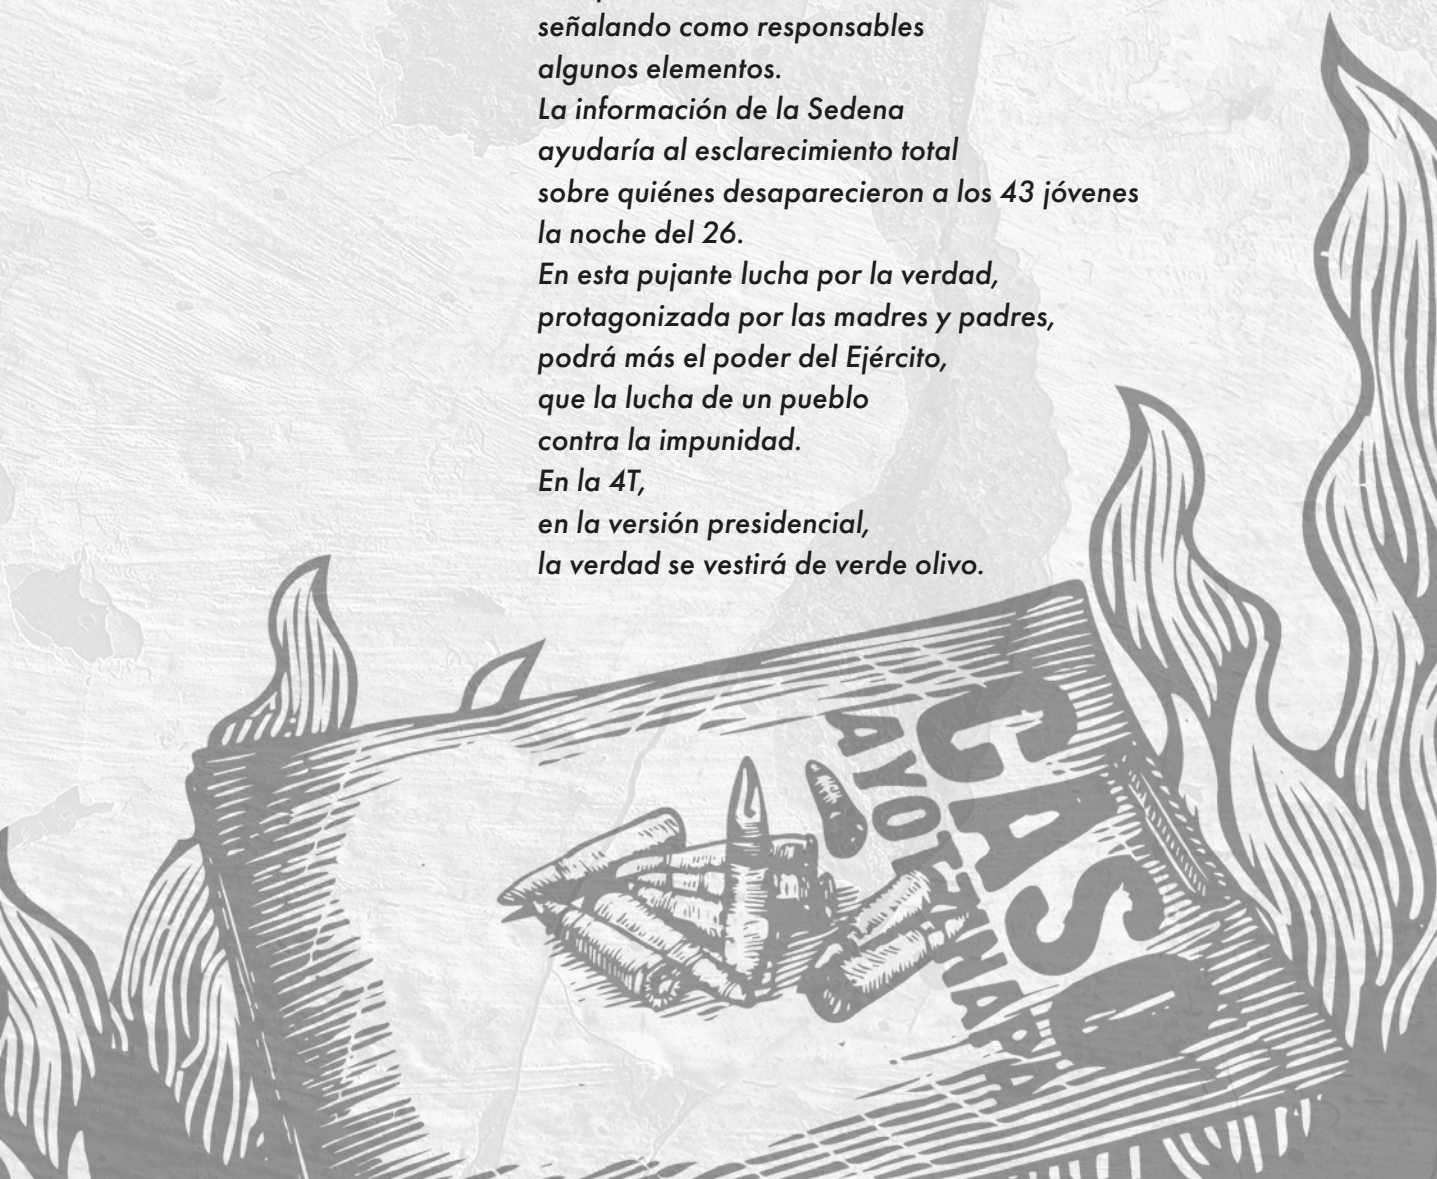 señalando como responsables
algunos elementos.
La información de la Sedena
ayudaría al esclarecimiento total
sobre quiénes desaparecieron a los 43 jóvenes
la noche del 26.
En esta pujante lucha por la verdad,
protagonizada por las madres y padres,
podrá más el poder del Ejército,
que la lucha de un pueblo
contra la impunidad.
En la 4T,
en la versión presidencial,
la verdad se vestirá de verde olivo.
CASO
AYOTZINAPA